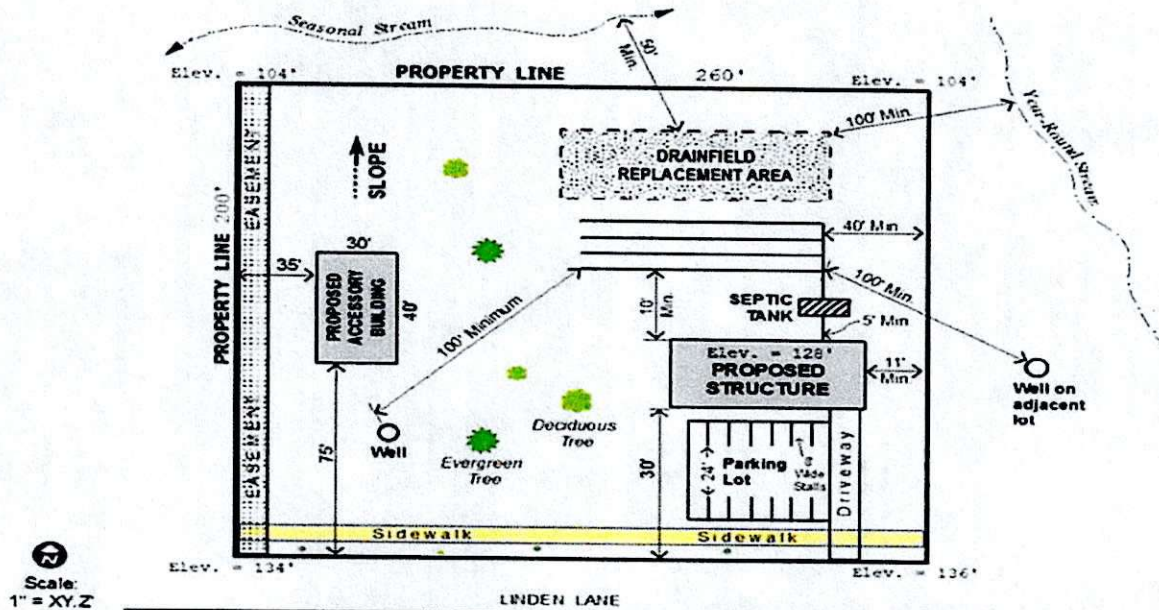 Seasonal Stream
50'
Min.
Elev. = 104'
PROPERTY LINE
260'
Elev. = 104'
Year-Round Stream
100' Min
EASEMENT
SLOPE
DRAINFIELD
REPLACEMENT AREA
PROPERTY LINE 200'
30'
40' Min
35'
PROPOSED
ACCESSORY
BUILDING
40'
100' Minimum
10'
Min.
SEPTIC
TANK
100' Min.
5' Min
Elev. = 128'
PROPOSED
STRUCTURE
11'
Min.
Well on
adjacent
lot
Well
Deciduous
Tree
Evergreen
Tree
75'
30'
24'
Parking
Lot
Wide
Stalls
Driveway
EASEMENT
Sidewalk
Sidewalk
Elev. = 134'
Elev. = 136'
LINDEN LANE
N
Scale:
1" = XY.Z'